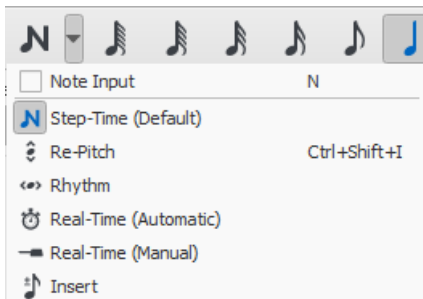 N
Note Input N
Step-Time (Default)
Re-Pitch Ctrl+Shift+I
Rhythm
Real-Time (Automatic)
Real-Time (Manual)
Insert